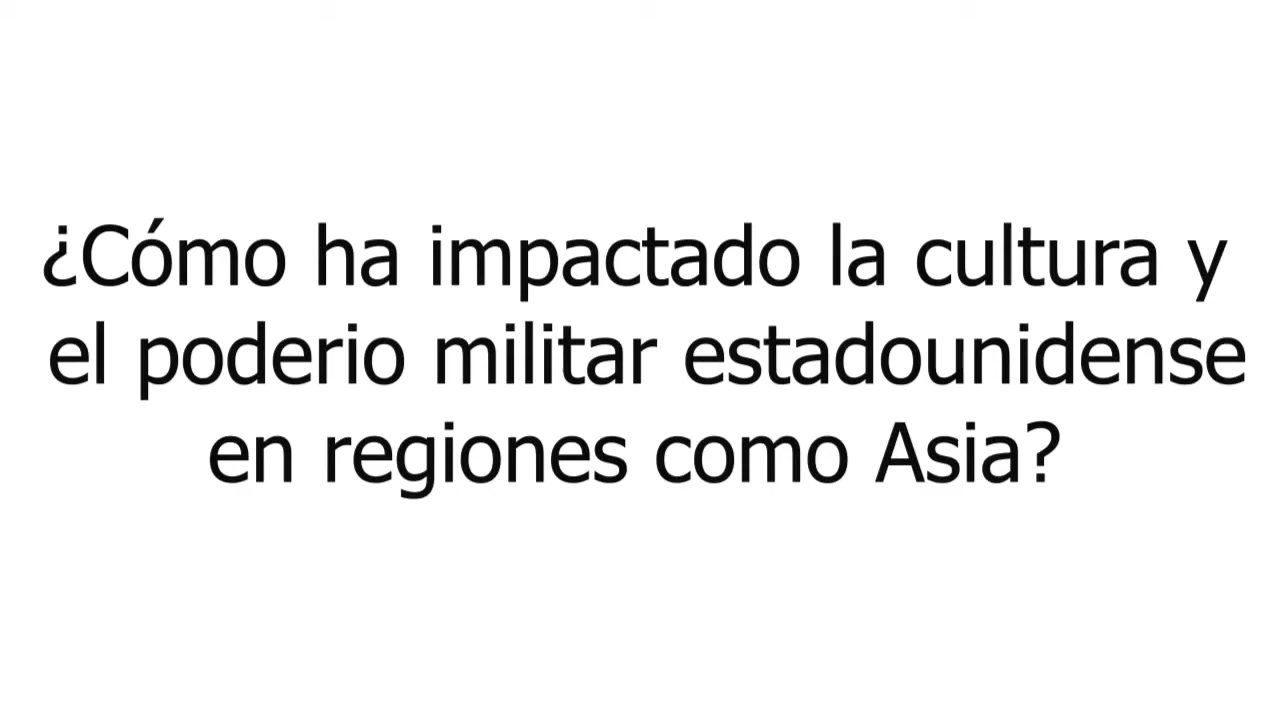 ¿Cómo ha impactado la cultura y
el poderio militar estadounidense
en regiones como Asia?